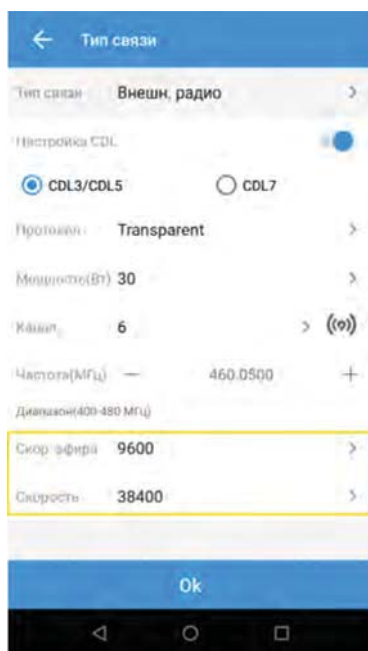 Тип связи
Тип связи Внешн. радио
Настройка CDL
CDL3/CDL5 CDL7
Протокол Transparent
Мощность(Вт) 30
Канал 6
Частота(МГц) — 460.0500 +
Диапазон(400-480 МГц)
Скор. эфира 9600
Скорость 38400
Ok